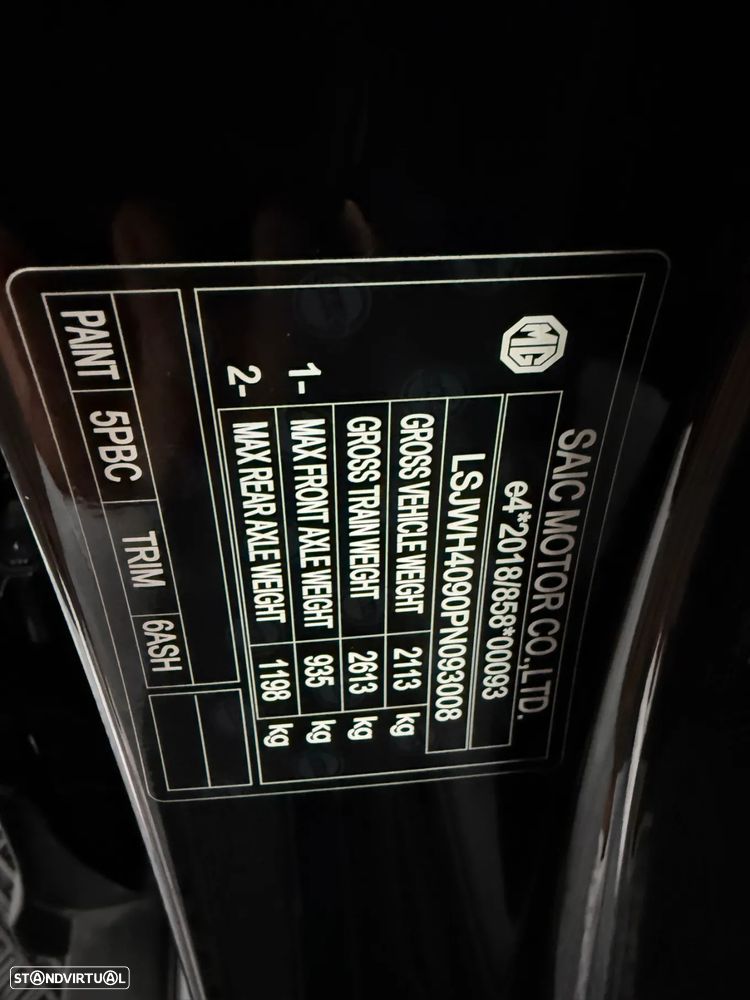 MG
SAIC MOTOR CO.,LTD.
e4*2018/858*00093
LSJWH4090PN093008
GROSS VEHICLE WEIGHT 2113 kg
GROSS TRAIN WEIGHT 2613 kg
1- MAX FRONT AXLE WEIGHT 935 kg
2- MAX REAR AXLE WEIGHT 1198 kg
PAINT 5PBC TRIM 6ASH
STANDVIRTUAL